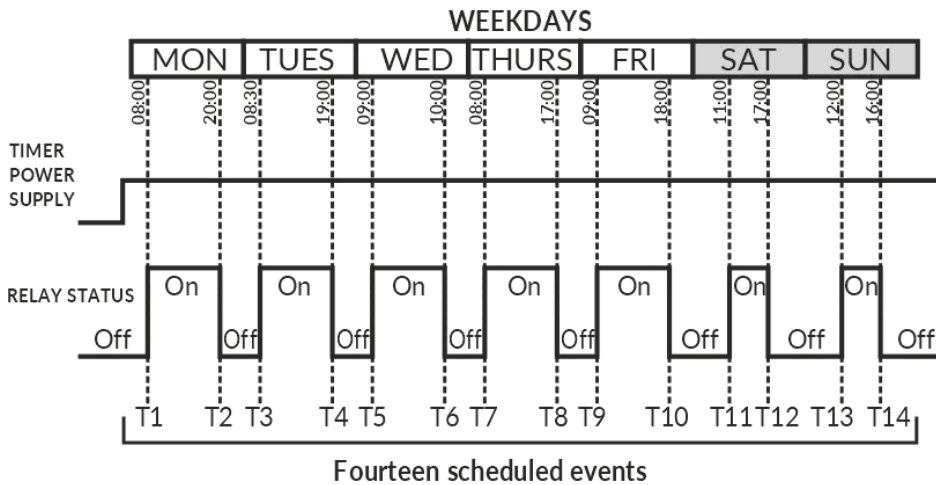 WEEKDAYS
MON TUES WED THURS FRI SAT SUN
08:00 20:00 08:30 19:00 09:00 10:00 08:00 17:00 09:00 18:00 11:00 17:00 12:00 16:00
TIMER
POWER
SUPPLY
On On On On On On On
RELAY STATUS
Off Off Off Off Off Off Off Off
T1 T2 T3 T4 T5 T6 T7 T8 T9 T10 T11 T12 T13 T14
Fourteen scheduled events